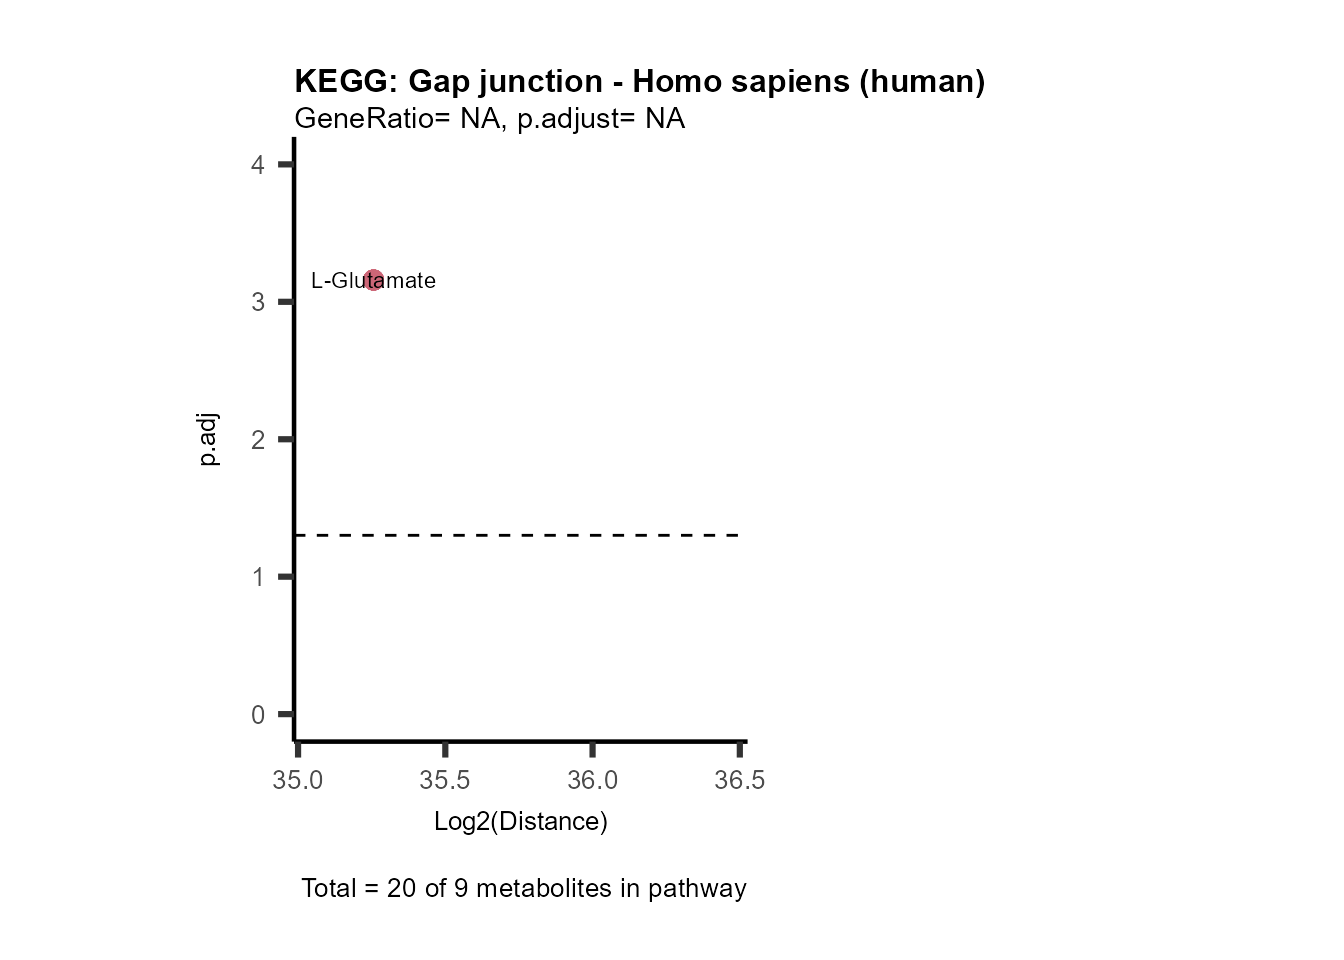 KEGG: Gap junction - Homo sapiens (human)
GeneRatio= NA, p.adjust= NA
4
3
2
1
0
p.adj
L-Glutamate
35.0 35.5 36.0 36.5
Log2(Distance)
Total = 20 of 9 metabolites in pathway